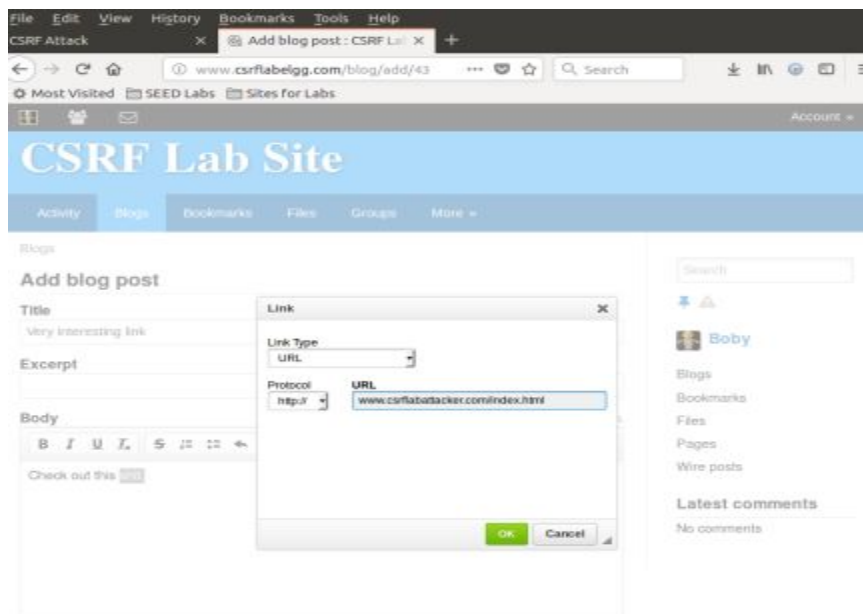 File Edit View History Bookmarks Tools Help
CSRF Attack Add blog post : CSRF La
www.csrflabelgg.com/blog/add/43 Search
Most Visited SEED Labs Sites for Labs
Account
CSRF Lab Site
Activity Blogs Bookmarks Files Groups More
Blogs
Add blog post
Title
Very interesting link
Excerpt
Body
B I U Tx S
Check out this link
Link
Link Type
URL
Protocol URL
http:// www.csrflabattacker.com/index.html
OK Cancel
Search
Boby
Blogs
Bookmarks
Files
Pages
Wire posts
Latest comments
No comments